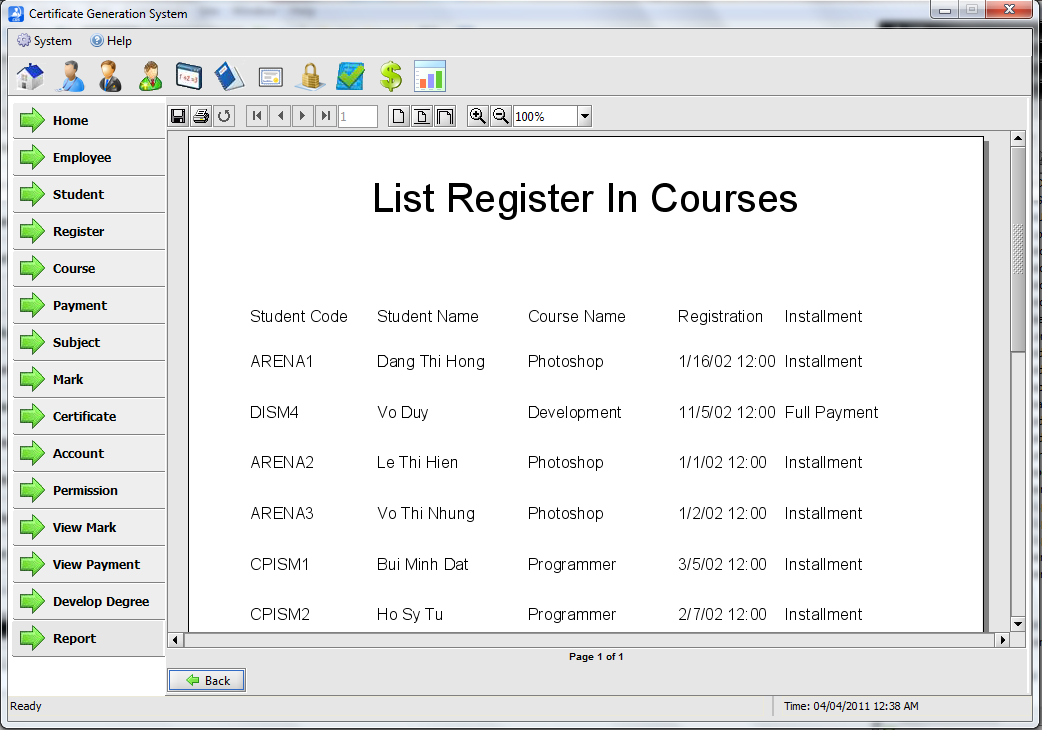 Certificate Generation System
System Help
1 100%
Home
Employee
Student
Register
Course
Payment
Subject
Mark
Certificate
Account
Permission
View Mark
View Payment
Develop Degree
Report
List Register In Courses
Student Code Student Name Course Name Registration Installment
ARENA1 Dang Thi Hong Photoshop 1/16/02 12:00 Installment
DISM4 Vo Duy Development 11/5/02 12:00 Full Payment
ARENA2 Le Thi Hien Photoshop 1/1/02 12:00 Installment
ARENA3 Vo Thi Nhung Photoshop 1/2/02 12:00 Installment
CPISM1 Bui Minh Dat Programmer 3/5/02 12:00 Installment
CPISM2 Ho Sy Tu Programmer 2/7/02 12:00 Installment
Page 1 of 1
Back
Ready Time: 04/04/2011 12:38 AM